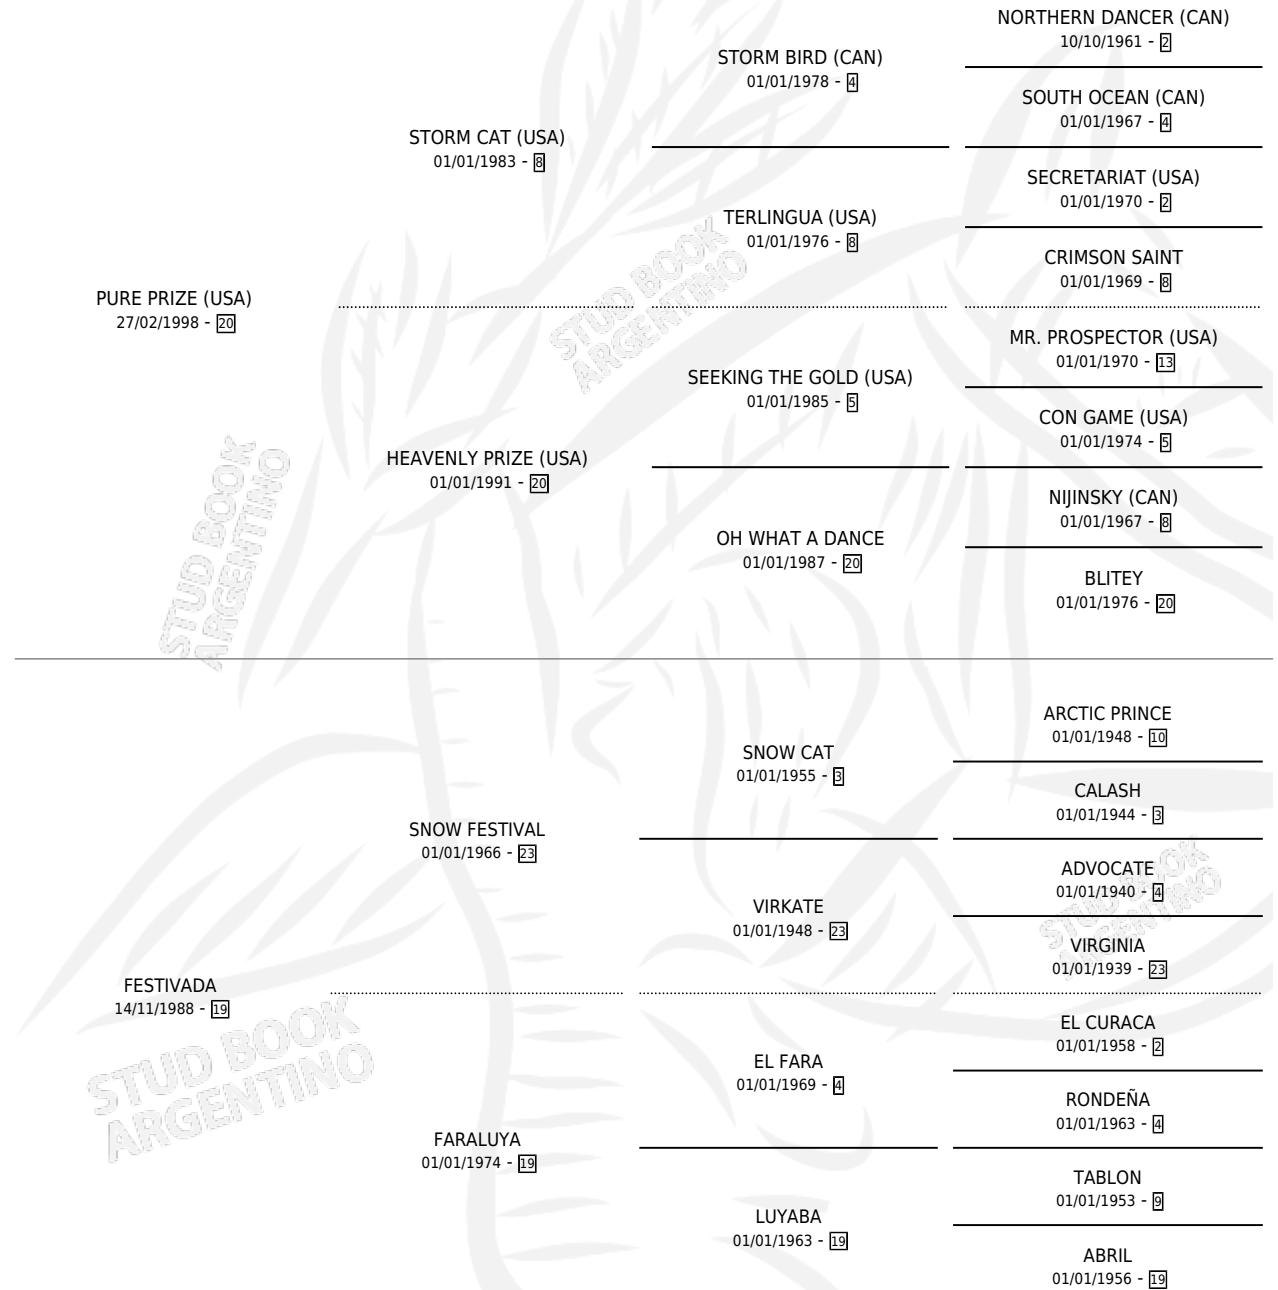 NORTHERN DANCER (CAN)
10/10/1961 - 2
STORM BIRD (CAN)
01/01/1978 - 4
SOUTH OCEAN (CAN)
01/01/1967 - 4
STORM CAT (USA)
01/01/1983 - 8
SECRETARIAT (USA)
01/01/1970 - 2
TERLINGUA (USA)
01/01/1976 - 8
CRIMSON SAINT
01/01/1969 - 8
PURE PRIZE (USA)
27/02/1998 - 20
STUD BOOK
ARGENTINO
MR. PROSPECTOR (USA)
01/01/1970 - 13
SEEKING THE GOLD (USA)
01/01/1985 - 5
CON GAME (USA)
01/01/1974 - 5
HEAVENLY PRIZE (USA)
01/01/1991 - 20
NIJINSKY (CAN)
01/01/1967 - 8
OH WHAT A DANCE
01/01/1987 - 20
BLITEY
01/01/1976 - 20
STUD BOOK
ARGENTINO
ARCTIC PRINCE
01/01/1948 - 10
SNOW CAT
01/01/1955 - 3
CALASH
01/01/1944 - 3
SNOW FESTIVAL
01/01/1966 - 23
ADVOCATE
01/01/1940 - 4
VIRKATE
01/01/1948 - 23
STUD BOOK
ARGENTINO
VIRGINIA
01/01/1939 - 23
FESTIVADA
14/11/1988 - 19
EL CURACA
01/01/1958 - 2
EL FARA
01/01/1969 - 4
STUD BOOK
ARGENTINO
RONDEÑA
01/01/1963 - 4
FARALUYA
01/01/1974 - 19
TABLON
01/01/1953 - 9
LUYABA
01/01/1963 - 19
ABRIL
01/01/1956 - 19